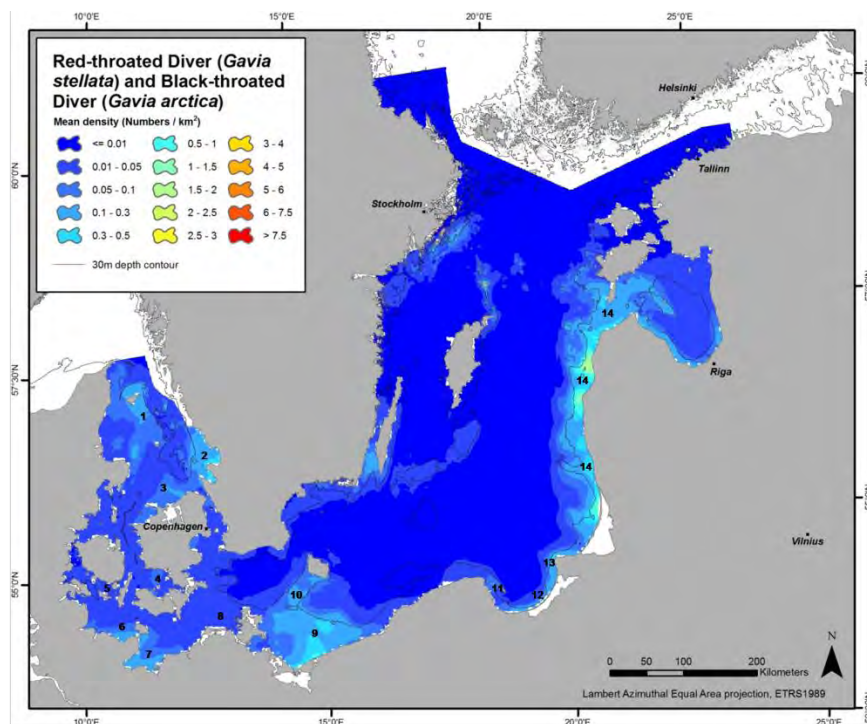 10°0'E 15°0'E 20°0'E 25°0'E
Red-throated Diver (Gavia
stellata) and Black-throated
Diver (Gavia arctica)
Mean density (Numbers / km²)
<= 0.01 0.5 - 1 3 - 4
0.01 - 0.05 1 - 1.5 4 - 5
0.05 - 0.1 1.5 - 2 5 - 6
0.1 - 0.3 2 - 2.5 6 - 7.5
0.3 - 0.5 2.5 - 3 > 7.5
30m depth contour
Helsinki
Tallinn
60°0'N
Stockholm
14
Riga
57°30'N
14
1
2
14
3
Copenhagen
Vilnius
13
4
55°0'N
5
11
12
10
8
6
9
7
N
0 50 100 200
Kilometers
Lambert Azimuthal Equal Area projection, ETRS1989
10°0'E 15°0'E 20°0'E 25°0'E